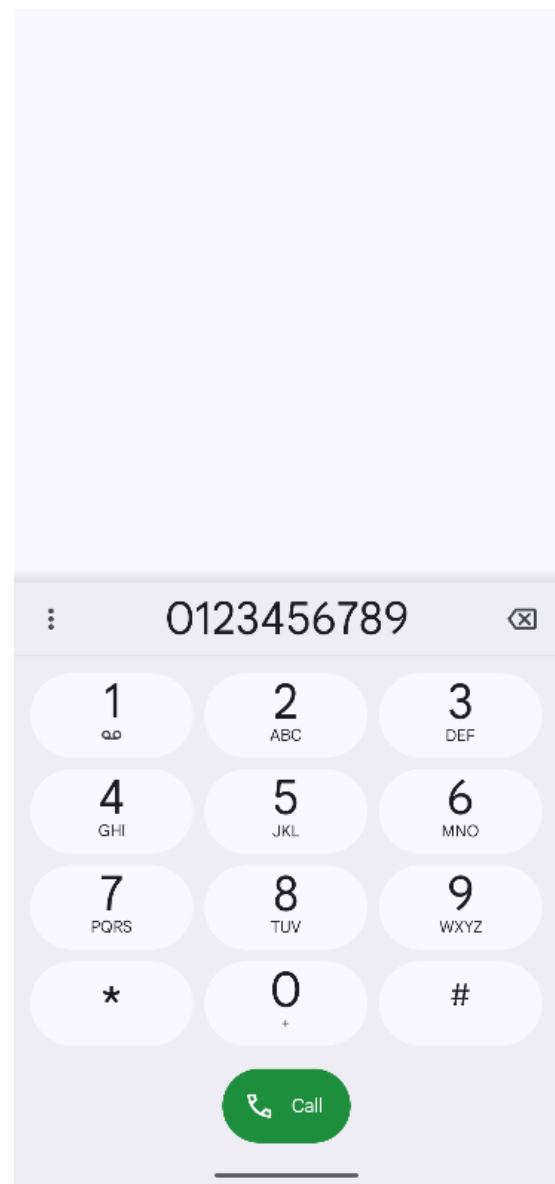 0123456789
1 2 3
ABC DEF
4 5 6
GHI JKL MNO
7 8 9
PQRS TUV WXYZ
* 0 #
+
Call